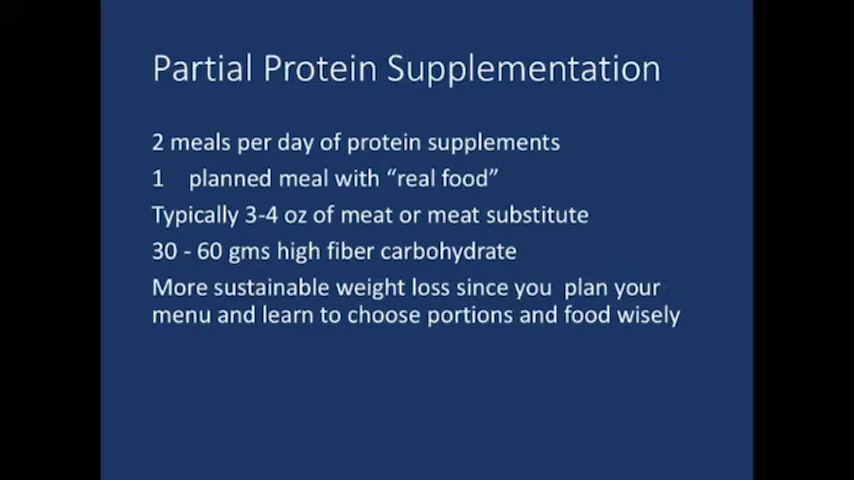 Partial Protein Supplementation
2 meals per day of protein supplements
1 planned meal with “real food”
Typically 3-4 oz of meat or meat substitute
30 - 60 gms high fiber carbohydrate
More sustainable weight loss since you plan your
menu and learn to choose portions and food wisely